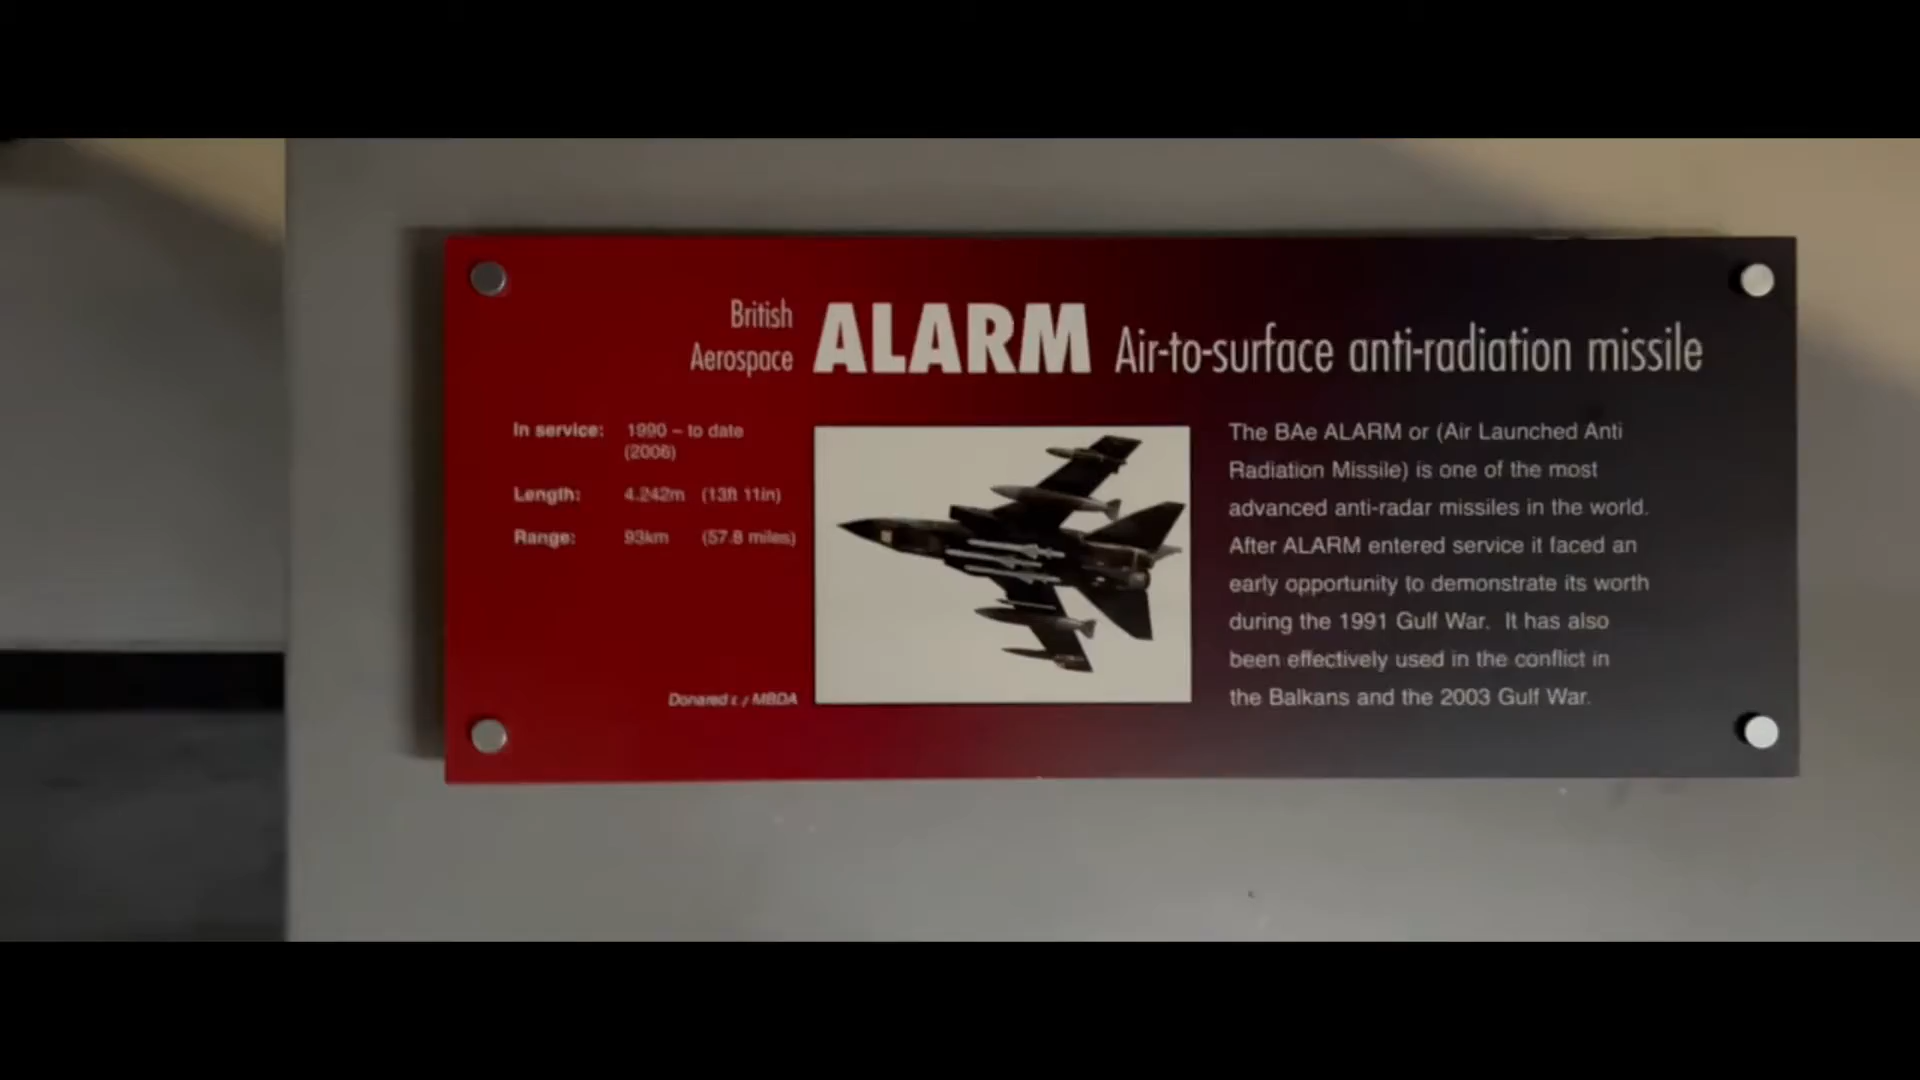 British
Aerospace
ALARM Air-to-surface anti-radiation missile
In service: 1990 – to date
(2006)
Length: 4.242m (13ft 11in)
Range: 93km (57.8 miles)
MBDA
The BAe ALARM or (Air Launched Anti
Radiation Missile) is one of the most
advanced anti-radar missiles in the world.
After ALARM entered service it faced an
early opportunity to demonstrate its worth
during the 1991 Gulf War. It has also
been effectively used in the conflict in
the Balkans and the 2003 Gulf War.